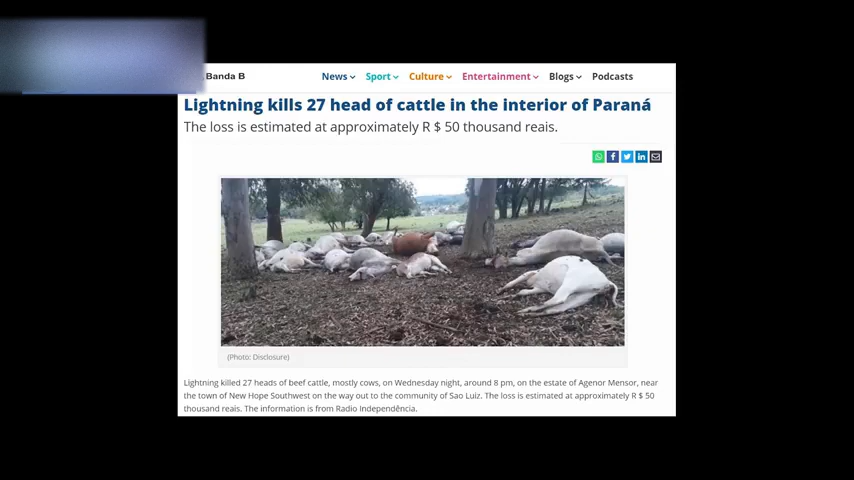 Banda B
News Sport Culture Entertainment Blogs Podcasts
Lightning kills 27 head of cattle in the interior of Paraná
The loss is estimated at approximately R $ 50 thousand reais.
(Photo: Disclosure)
Lightning killed 27 heads of beef cattle, mostly cows, on Wednesday night, around 8 pm, on the estate of Agenor Mensor, near
the town of New Hope Southwest on the way out to the community of Sao Luiz. The loss is estimated at approximately R $ 50
thousand reais. The information is from Radio Independência.